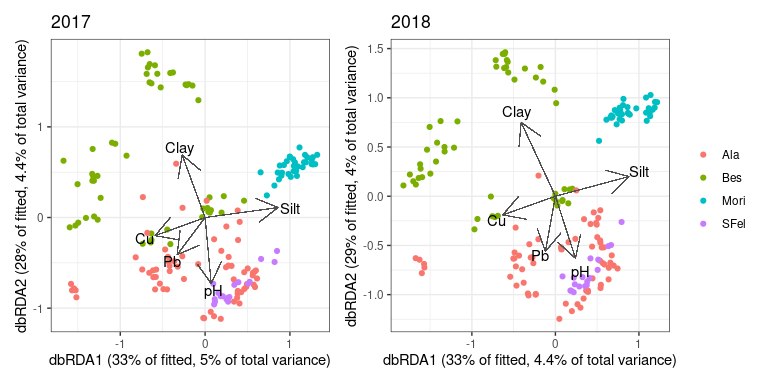 2017
2018
dbRDA2 (28% of fitted, 4.4% of total variance)
1
0
-1
Clay
Silt
Cu
Pb
pH
-1
0
1
dbRDA1 (33% of fitted, 5% of total variance)
dbRDA2 (29% of fitted, 4% of total variance)
1.5
1.0
0.5
0.0
-0.5
-1.0
Clay
Silt
Cu
Pb
pH
-1
0
1
dbRDA1 (33% of fitted, 4.4% of total variance)
Ala
Bes
Mori
SFel